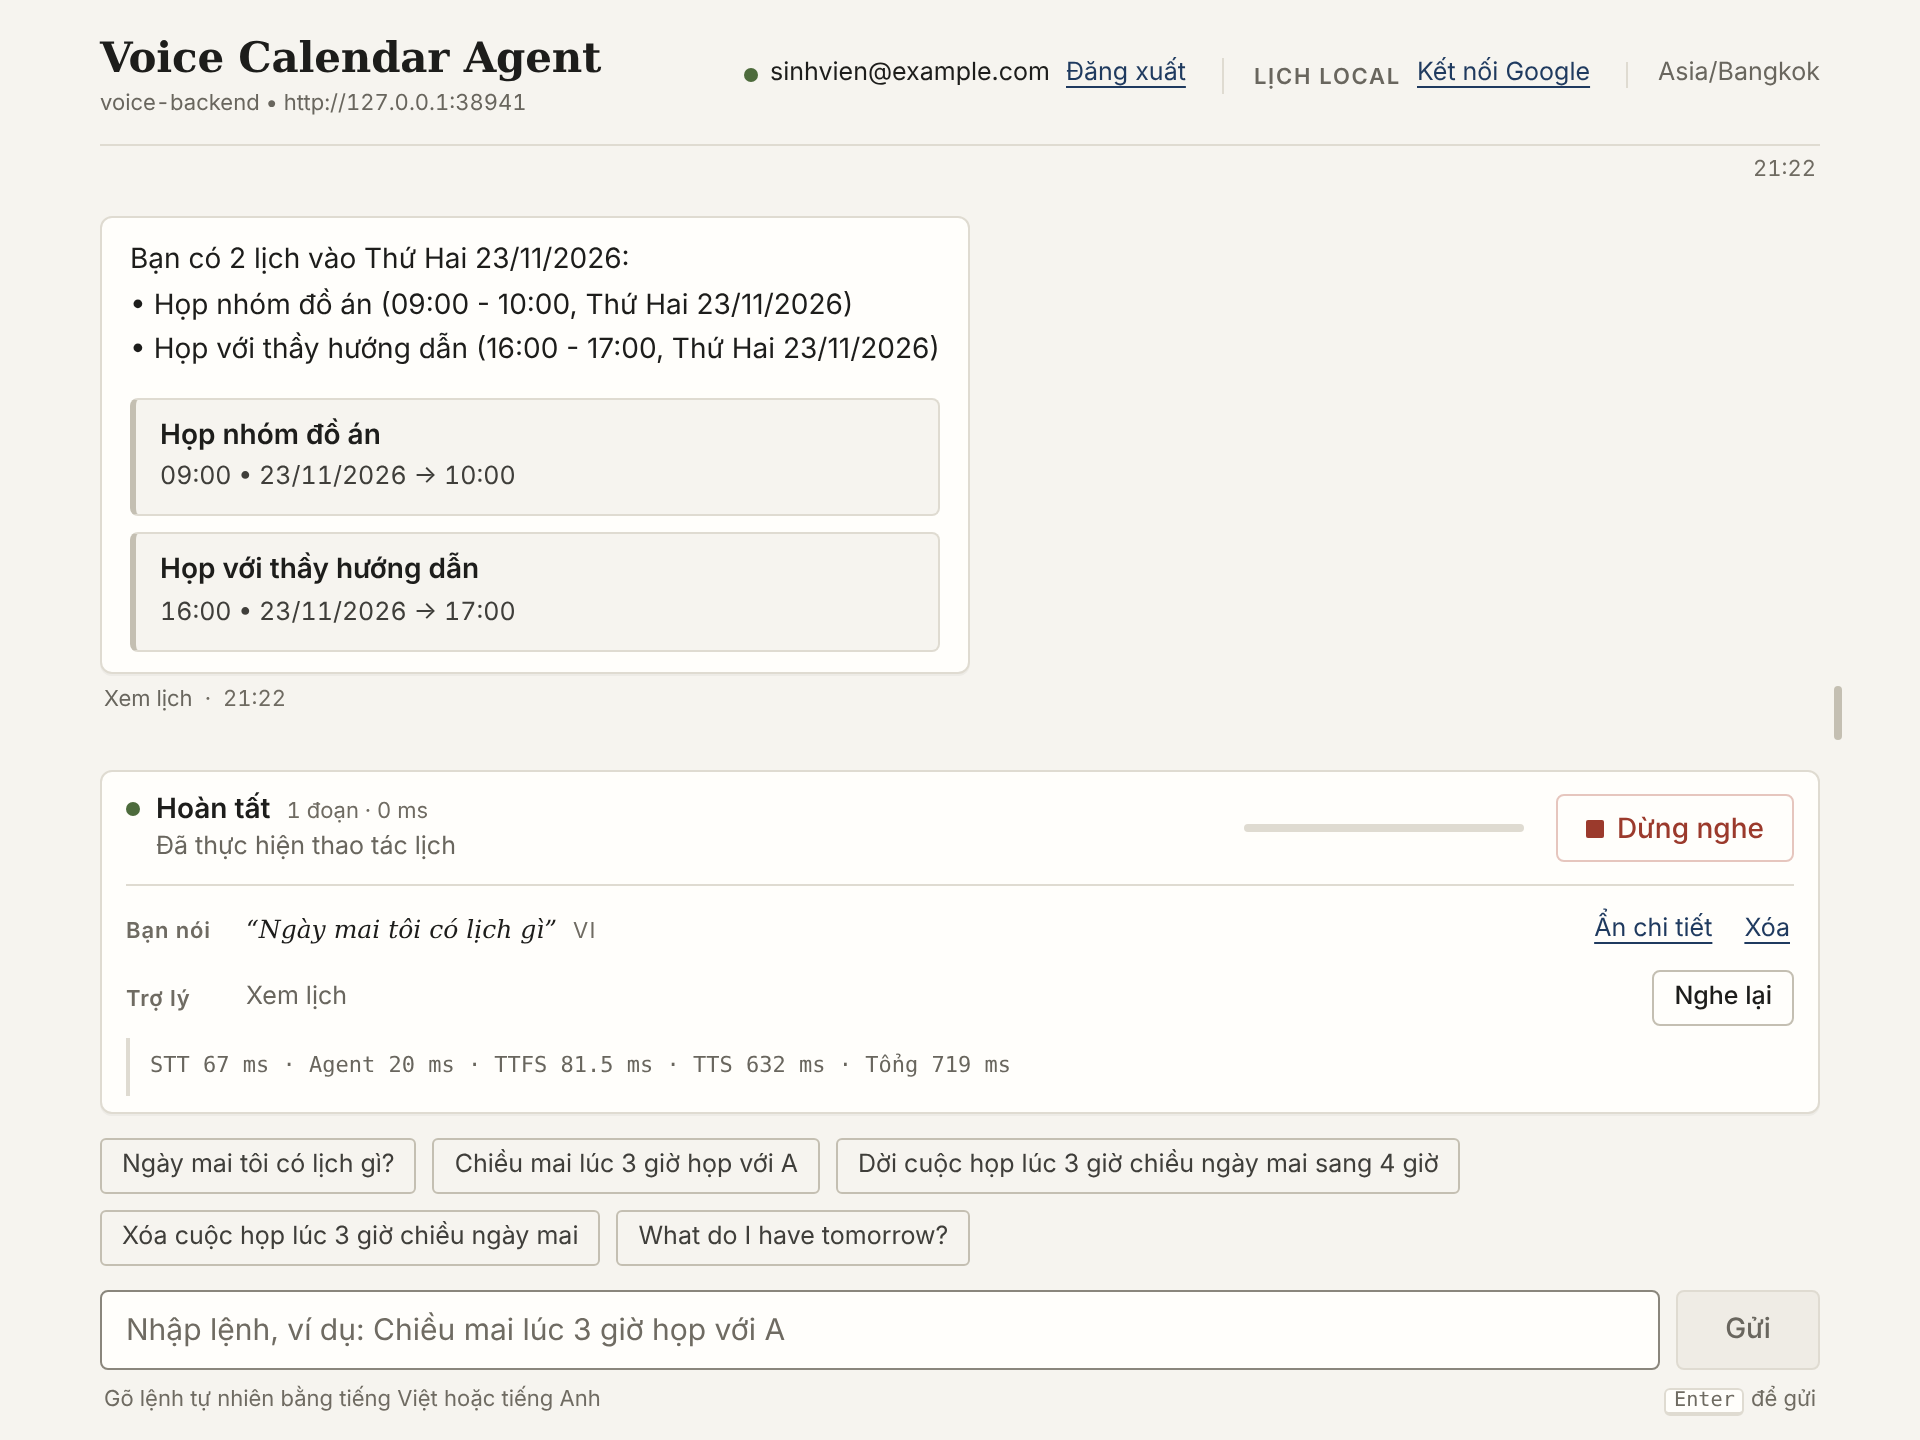 Voice Calendar Agent
voice-backend • http://127.0.0.1:38941
sinhvien@example.com Đăng xuất LỊCH LOCAL Kết nối Google Asia/Bangkok
21:22
Bạn có 2 lịch vào Thứ Hai 23/11/2026:
• Họp nhóm đồ án (09:00 - 10:00, Thứ Hai 23/11/2026)
• Họp với thầy hướng dẫn (16:00 - 17:00, Thứ Hai 23/11/2026)
Họp nhóm đồ án
09:00 • 23/11/2026 → 10:00
Họp với thầy hướng dẫn
16:00 • 23/11/2026 → 17:00
Xem lịch · 21:22
Hoàn tất 1 đoạn · 0 ms
Đã thực hiện thao tác lịch
Dừng nghe
Bạn nói “Ngày mai tôi có lịch gì” VI Ẩn chi tiết Xóa
Trợ lý Xem lịch Nghe lại
STT 67 ms · Agent 20 ms · TTFS 81.5 ms · TTS 632 ms · Tổng 719 ms
Ngày mai tôi có lịch gì? Chiều mai lúc 3 giờ họp với A Dời cuộc họp lúc 3 giờ chiều ngày mai sang 4 giờ
Xóa cuộc họp lúc 3 giờ chiều ngày mai What do I have tomorrow?
Nhập lệnh, ví dụ: Chiều mai lúc 3 giờ họp với A Gửi
Gõ lệnh tự nhiên bằng tiếng Việt hoặc tiếng Anh Enter để gửi